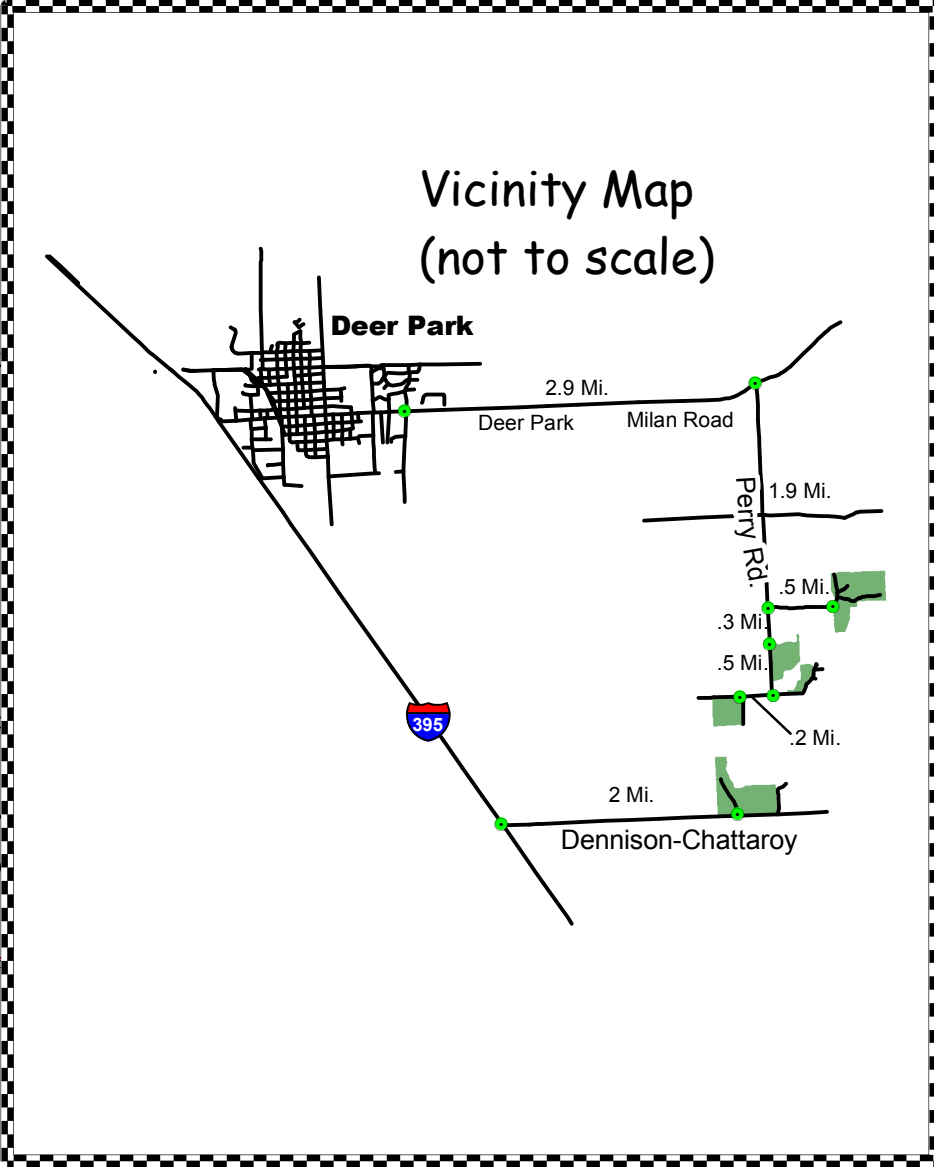 Vicinity Map
(not to scale)
Deer Park
2.9 Mi.
Deer Park Milan Road
Perry Rd.
1.9 Mi.
.5 Mi.
.3 Mi.
.5 Mi.
.2 Mi.
395
2 Mi.
Dennison-Chattaroy